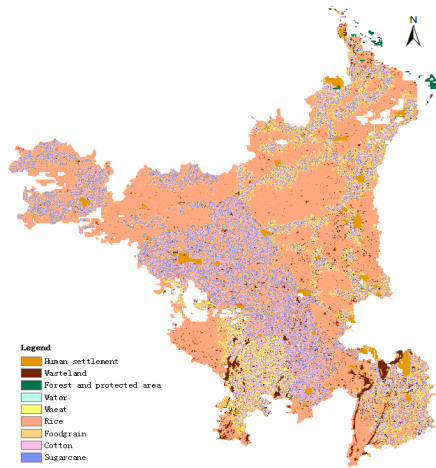 N
Legend
Human settlement
Wasteland
Forest and protected area
Water
Wheat
Rice
Foodgrain
Cotton
Sugarcane